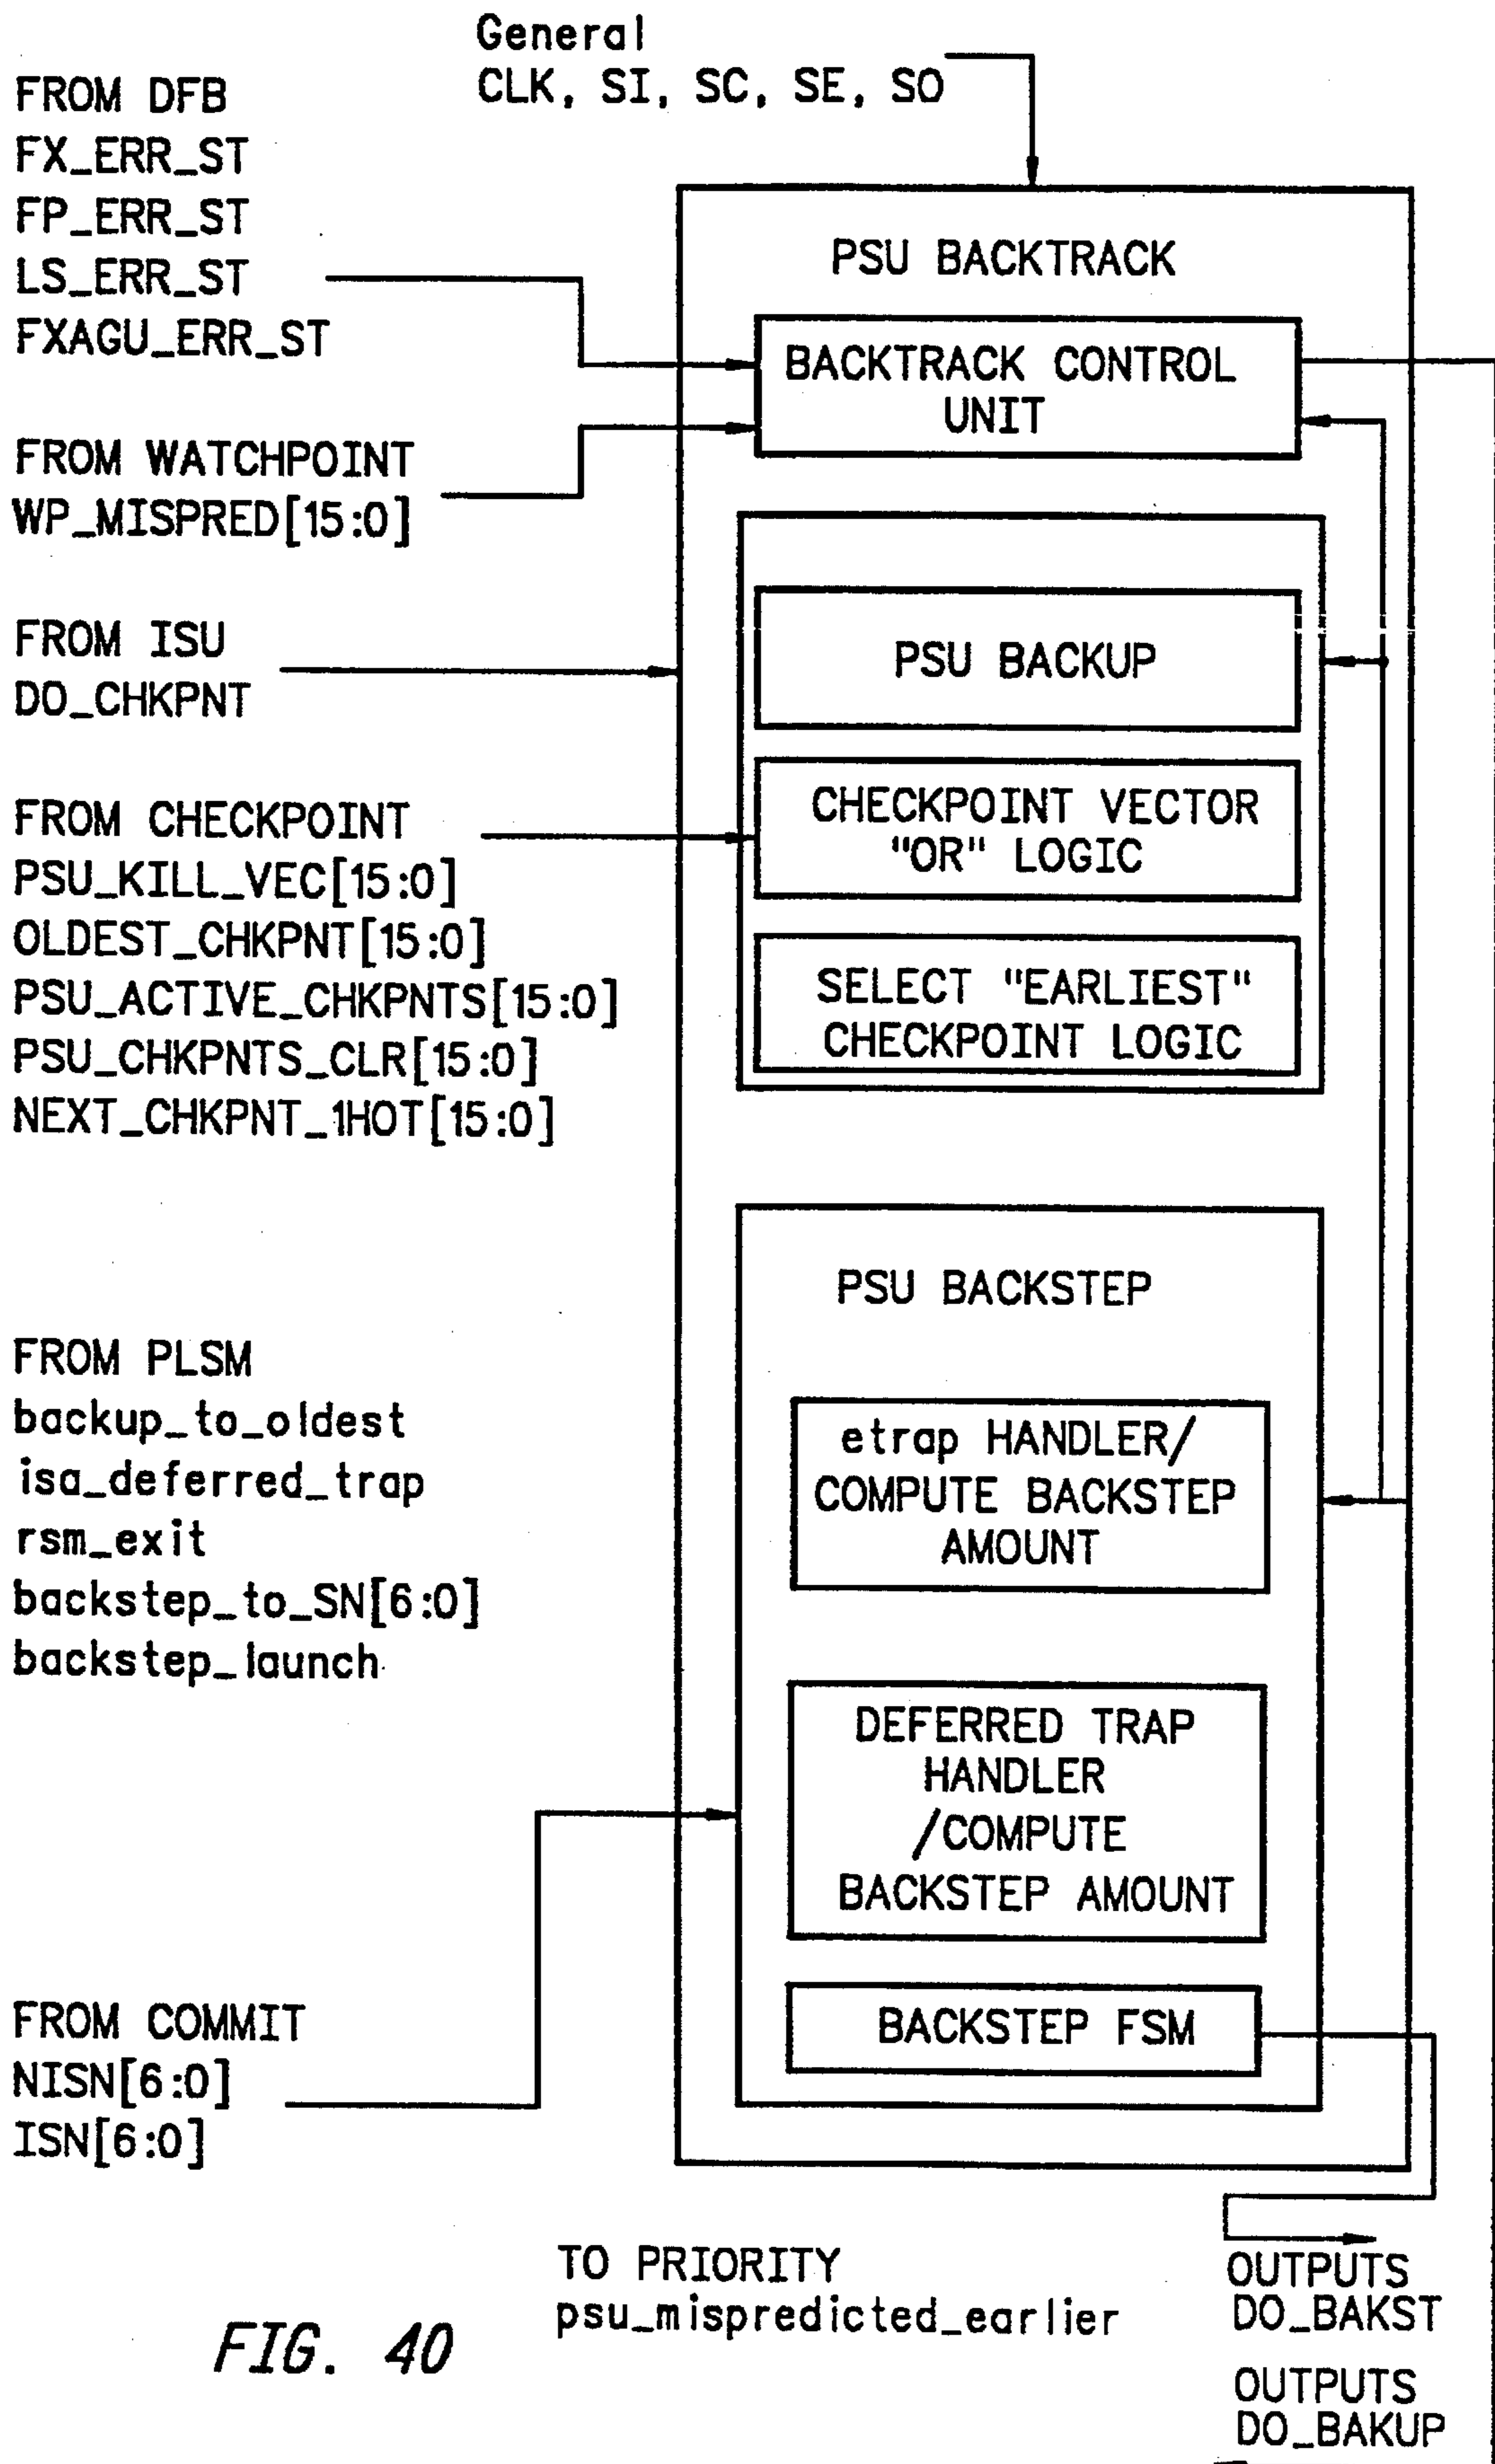 General
CLK, SI, SC, SE, SO
FROM DFB
FX_ERR_ST
FP_ERR_ST
LS_ERR_ST
FXAGU_ERR_ST
FROM WATCHPOINT
WP_MISPRED[15:0]
FROM ISU
DO_CHKPNT
FROM CHECKPOINT
PSU_KILL_VEC[15:0]
OLDEST_CHKPNT[15:0]
PSU_ACTIVE_CHKPNTS[15:0]
PSU_CHKPNTS_CLR[15:0]
NEXT_CHKPNT_1HOT[15:0]
FROM PLSM
backup_to_oldest
isa_deferred_trap
rsm_exit
backstep_to_SN[6:0]
backstep_launch
FROM COMMIT
NISN[6:0]
ISN[6:0]
PSU BACKTRACK
BACKTRACK CONTROL
UNIT
PSU BACKUP
CHECKPOINT VECTOR
"OR" LOGIC
SELECT "EARLIEST"
CHECKPOINT LOGIC
PSU BACKSTEP
etrap HANDLER/
COMPUTE BACKSTEP
AMOUNT
DEFERRED TRAP
HANDLER
/COMPUTE
BACKSTEP AMOUNT
BACKSTEP FSM
TO PRIORITY
psu_mispredicted_earlier
OUTPUTS
DO_BAKST
OUTPUTS
DO_BAKUP
FIG. 40